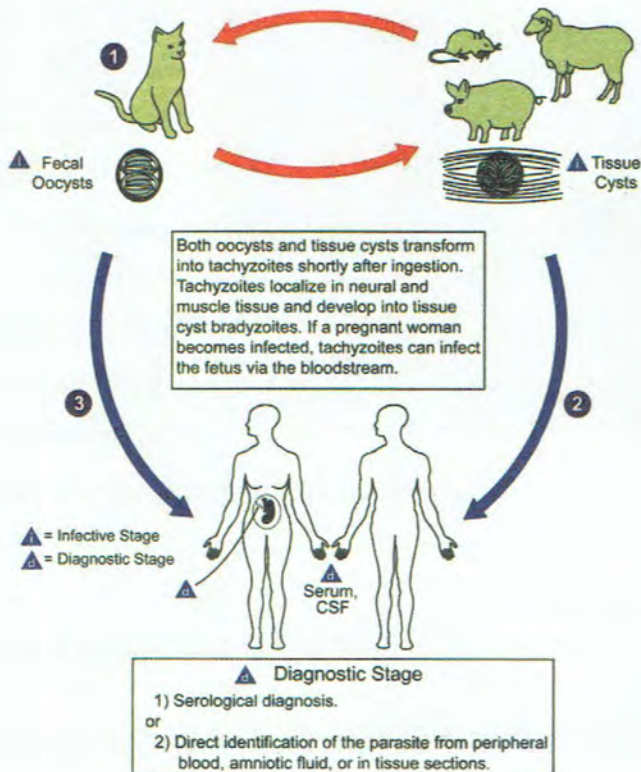 1
i Fecal
Oocysts
i Tissue
Cysts
Both oocysts and tissue cysts transform
into tachyzoites shortly after ingestion.
Tachyzoites localize in neural and
muscle tissue and develop into tissue
cyst bradyzoites. If a pregnant woman
becomes infected, tachyzoites can infect
the fetus via the bloodstream.
3
2
i = Infective Stage
d = Diagnostic Stage
d
d
Serum,
CSF
d Diagnostic Stage
1) Serological diagnosis.
or
2) Direct identification of the parasite from peripheral
blood, amniotic fluid, or in tissue sections.